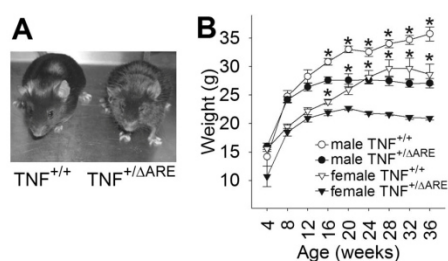 A
TNF+/+ TNF+/ΔARE
B
Weight (g)
35
30
25
20
15
10
* * * * * *
* * * * *
*
male TNF+/+
male TNF+/ΔARE
female TNF+/+
female TNF+/ΔARE
4 8 12 16 20 24 28 32 36
Age (weeks)